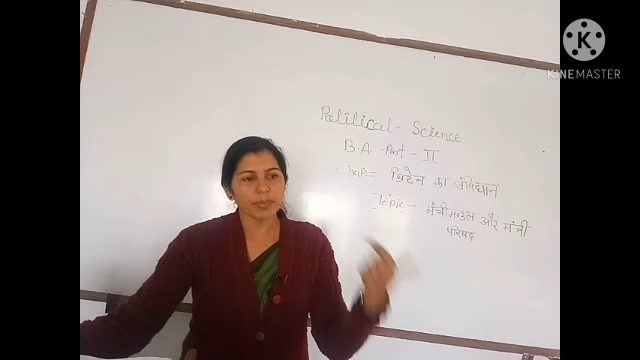 Political - Science
B.A. Part - II
ब्रिटेन का संविधान
Topic - मंत्रीमण्डल और मंत्री
परिषद
KINEMASTER